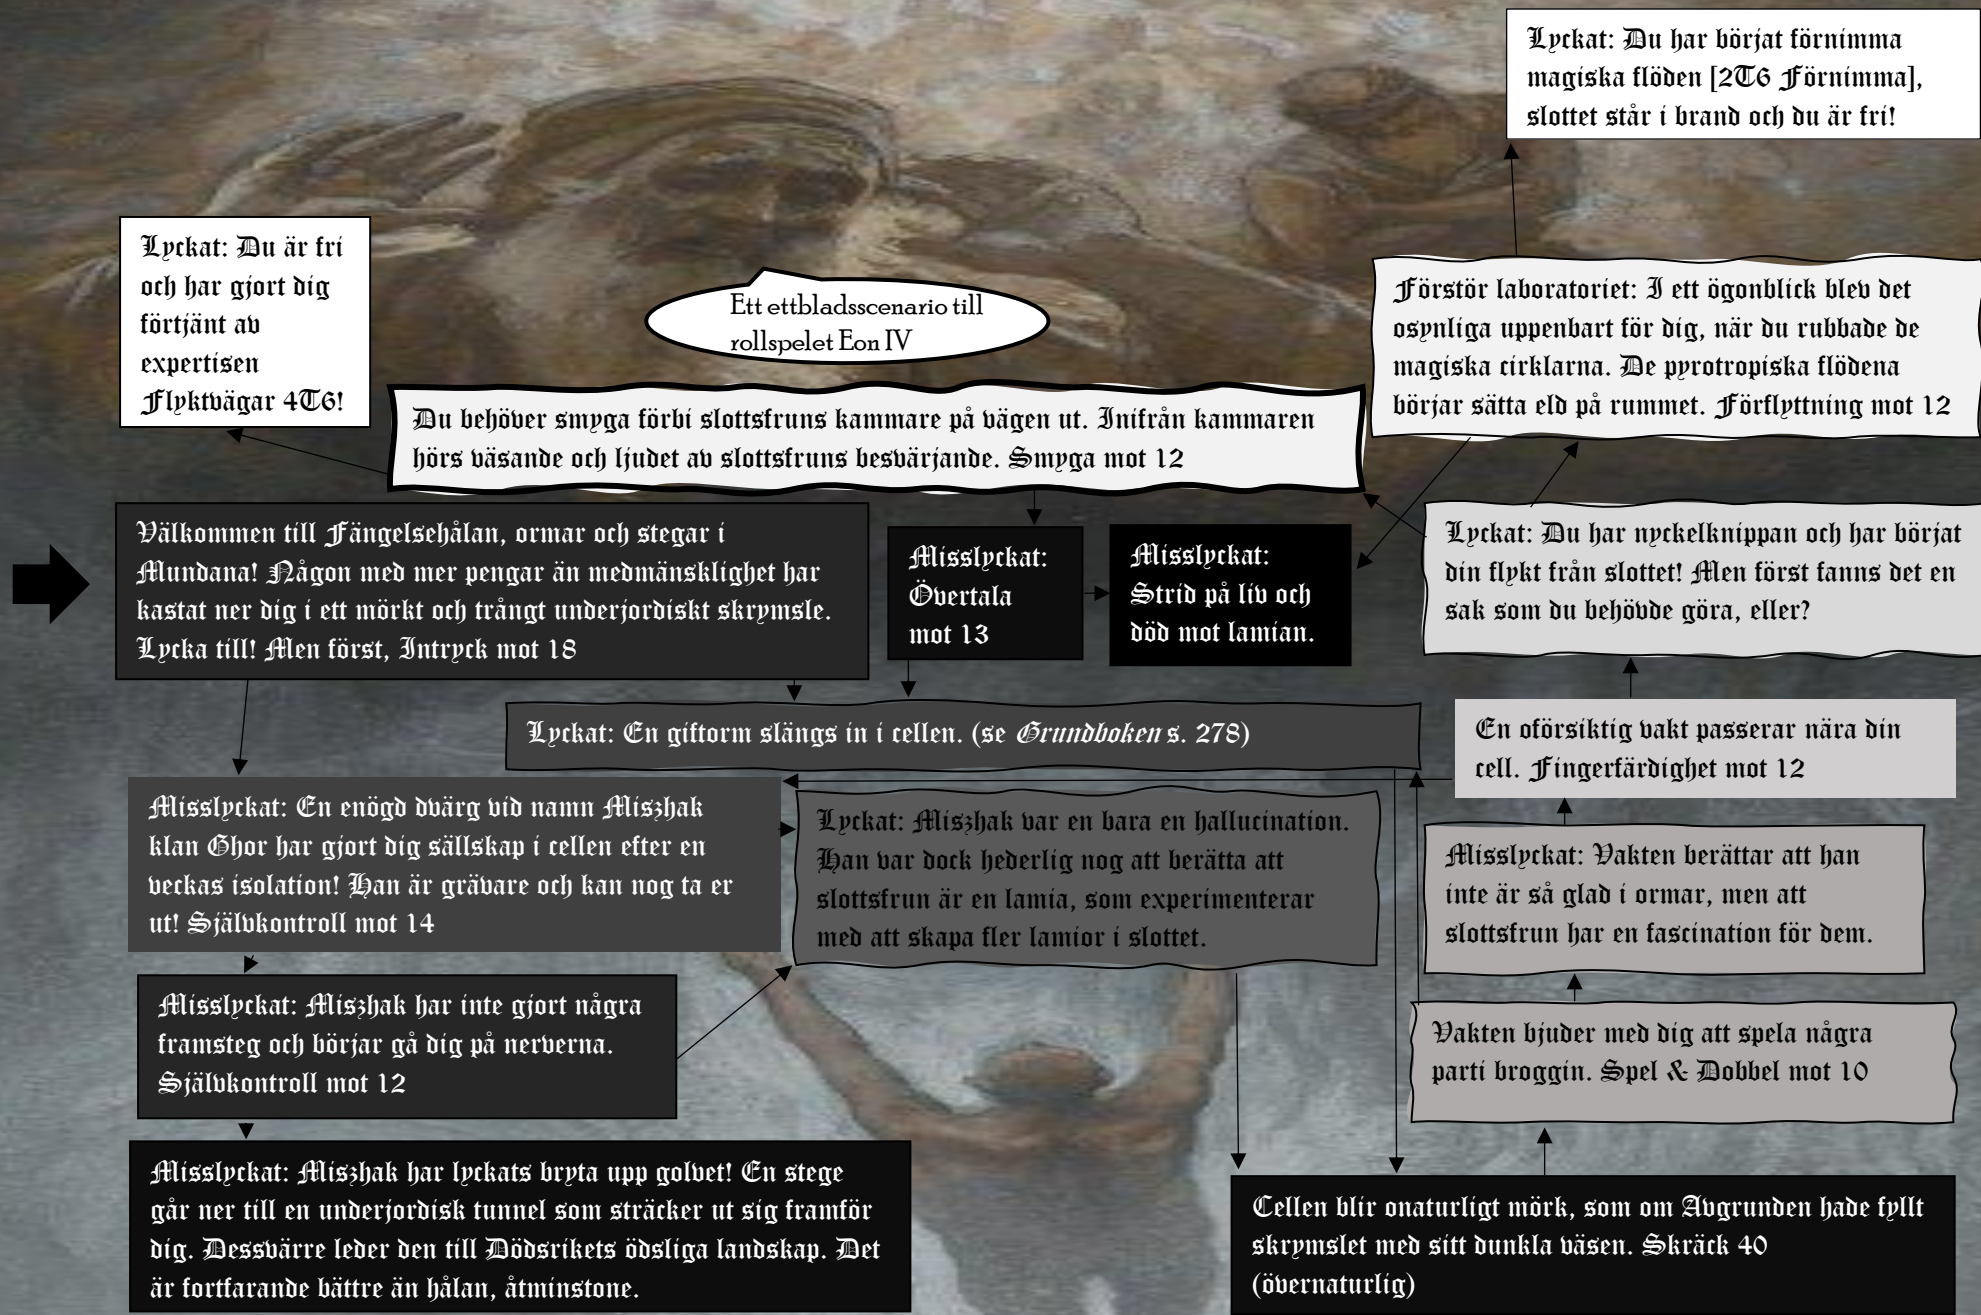 Lyckat: Du har börjat förnimma
magiska flöden [2T6 Förnimma],
slottet står i brand och du är fri!
Lyckat: Du är fri
och har gjort dig
förtjänt av
expertisen
Flyktvägar 4T6!
Ett ettbladsscenario till
rollspelet Eon IV
Förstör laboratoriet: I ett ögonblick blev det
osynliga uppenbart för dig, när du rubbade de
magiska cirklarna. De pyrotropiska flödena
börjar sätta eld på rummet. Förflyttning mot 12
Du behöver smyga förbi slottsfruns kammare på vägen ut. Inifrån kammaren
hörs väsande och ljudet av slottsfruns besvärjande. Smyga mot 12
Välkommen till Fängelsehålan, ormar och stegar i
Mundana! Någon med mer pengar än medmänsklighet har
kastat ner dig i ett mörkt och trångt underjordiskt skrymsle.
Lycka till! Men först, Intryck mot 18
Misslyckat:
Övertala
mot 13
Misslyckat:
Strid på liv och
död mot lamian.
Lyckat: Du har nyckelknippan och har börjat
din flykt från slottet! Men först fanns det en
sak som du behövde göra, eller?
Lyckat: En giftorm slängs in i cellen. (se Grundboken s. 278)
En oförsiktig vakt passerar nära din
cell. Fingerfärdighet mot 12
Misslyckat: En enögd dvärg vid namn Miszhak
klan Ghor har gjort dig sällskap i cellen efter en
veckas isolation! Han är grävare och kan nog ta er
ut! Självkontroll mot 14
Lyckat: Miszhak var en bara en hallucination.
Han var dock hederlig nog att berätta att
slottsfrun är en lamia, som experimenterar
med att skapa fler lamior i slottet.
Misslyckat: Vakten berättar att han
inte är så glad i ormar, men att
slottsfrun har en fascination för dem.
Misslyckat: Miszhak har inte gjort några
framsteg och börjar gå dig på nerverna.
Självkontroll mot 12
Vakten bjuder med dig att spela några
parti broggin. Spel & Dobbel mot 10
Misslyckat: Miszhak har lyckats bryta upp golvet! En stege
går ner till en underjordisk tunnel som sträcker ut sig framför
dig. Dessvärre leder den till Dödsrikets ödsliga landskap. Det
är fortfarande bättre än hålan, åtminstone.
Cellen blir onaturligt mörk, som om Avgrunden hade fyllt
skrymslet med sitt dunkla väsen. Skräck 40
(övernaturlig)